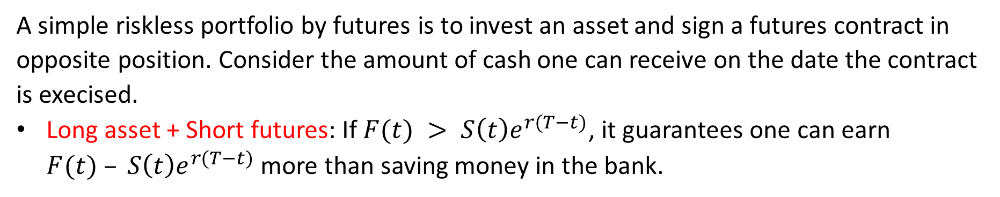 A simple riskless portfolio by futures is to invest an asset and sign a futures contract in
opposite position. Consider the amount of cash one can receive on the date the contract
is execised.
• Long asset + Short futures: If F(t) > S(t)e^{r(T−t)}, it guarantees one can earn
F(t) – S(t)e^{r(T−t)} more than saving money in the bank.